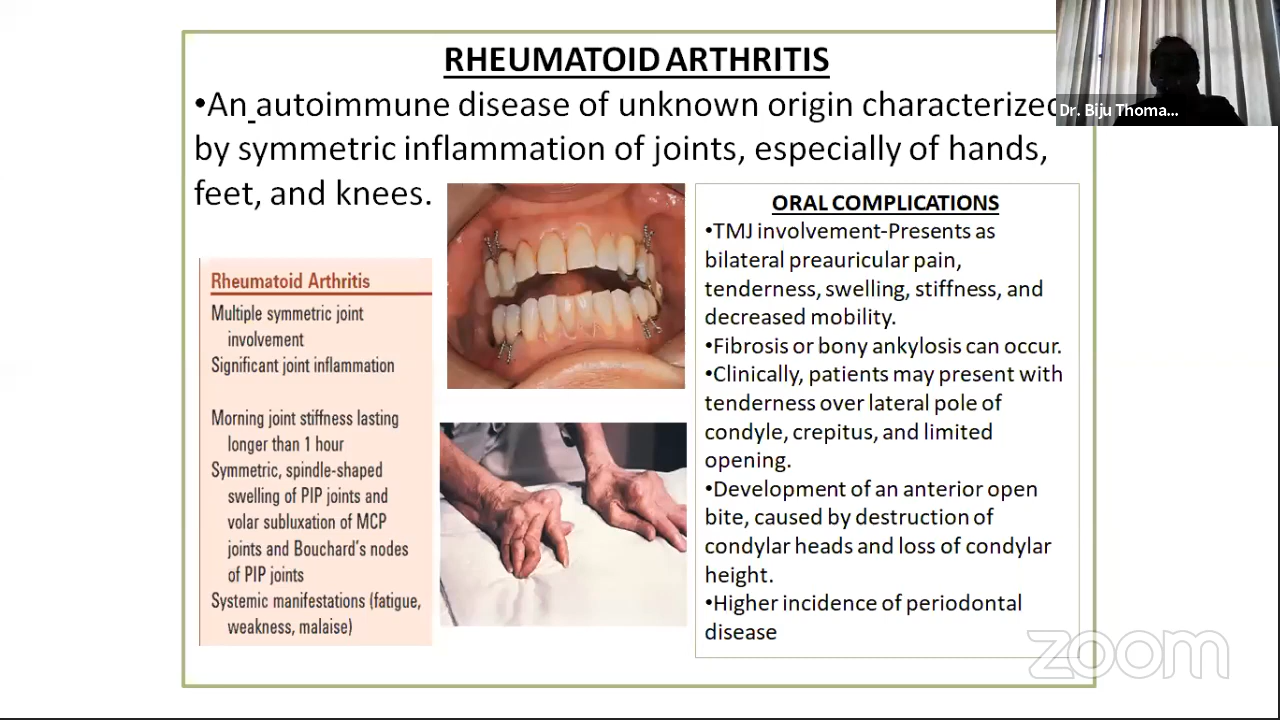 RHEUMATOID ARTHRITIS
•An autoimmune disease of unknown origin characterized
by symmetric inflammation of joints, especially of hands,
feet, and knees.
Rheumatoid Arthritis
Multiple symmetric joint
involvement
Significant joint inflammation
Morning joint stiffness lasting
longer than 1 hour
Symmetric, spindle-shaped
swelling of PIP joints and
volar subluxation of MCP
joints and Bouchard's nodes
of PIP joints
Systemic manifestations (fatigue,
weakness, malaise)
ORAL COMPLICATIONS
•TMJ involvement-Presents as
bilateral preauricular pain,
tenderness, swelling, stiffness, and
decreased mobility.
•Fibrosis or bony ankylosis can occur.
•Clinically, patients may present with
tenderness over lateral pole of
condyle, crepitus, and limited
opening.
•Development of an anterior open
bite, caused by destruction of
condylar heads and loss of condylar
height.
•Higher incidence of periodontal
disease
Dr. Biju Thoma...
zoom